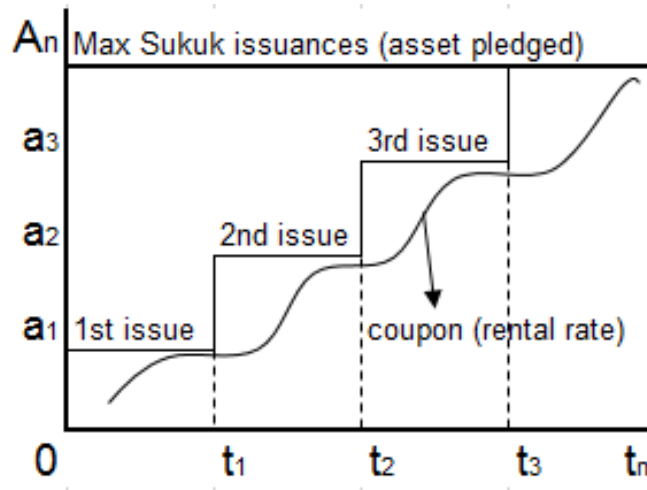 An Max Sukuk issuances (asset pledged)
a3 3rd issue
a2 2nd issue
a1 1st issue
coupon (rental rate)
0 t1 t2 t3 tn